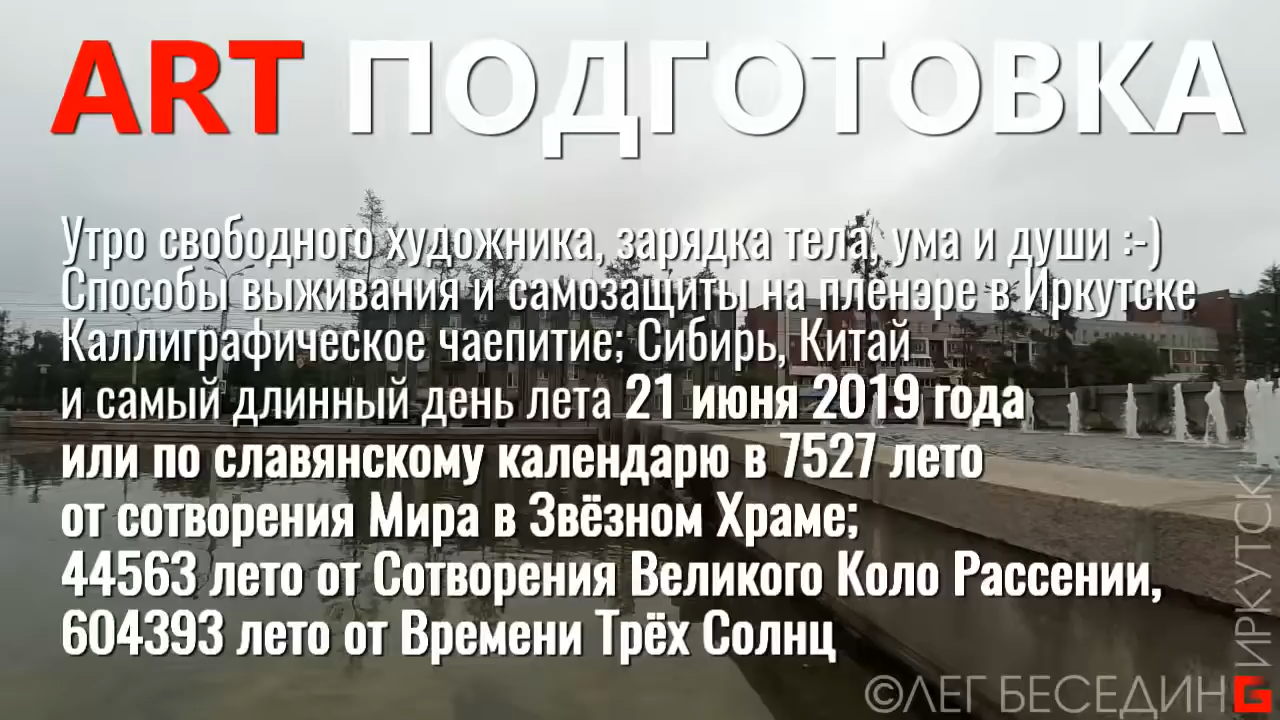 ART ПОДГОТОВКА
Утро свободного художника, зарядка тела, ума и души :-)
Способы выживания и самозащиты на пленэре в Иркутске
Каллиграфическое чаепитие; Сибирь, Китай
и самый длинный день лета 21 июня 2019 года
или по славянскому календарю в 7527 лето
от сотворения Мира в Звёздном Храме;
44563 лето от Сотворения Великого Коло Рассении,
604393 лето от Времени Трёх Солнц
©ЛЕГ БЕСЕДИН G
ИРКУТСК